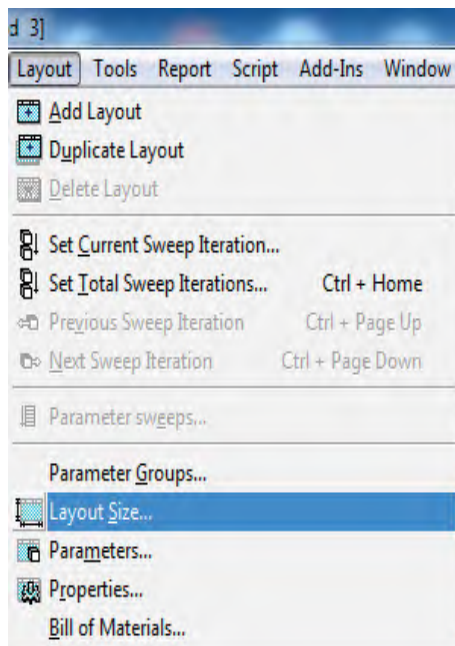 d 3]
Layout Tools Report Script Add-Ins Window
Add Layout
Duplicate Layout
Delete Layout
Set Current Sweep Iteration...
Set Total Sweep Iterations... Ctrl + Home
Previous Sweep Iteration Ctrl + Page Up
Next Sweep Iteration Ctrl + Page Down
Parameter sweeps...
Parameter Groups...
Layout Size...
Parameters...
Properties...
Bill of Materials...